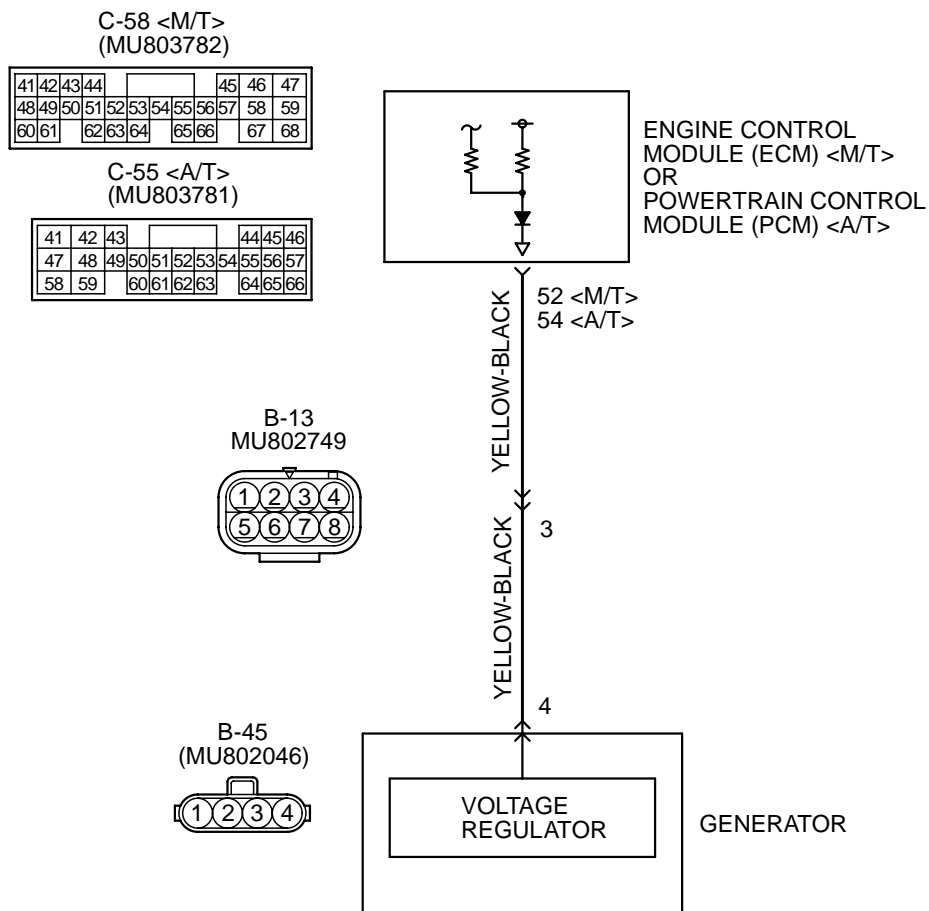 C-58 <M/T>
(MU803782)
41 42 43 44 45 46 47
48 49 50 51 52 53 54 55 56 57 58 59
60 61 62 63 64 65 66 67 68
C-55 <A/T>
(MU803781)
41 42 43 44 45 46
47 48 49 50 51 52 53 54 55 56 57
58 59 60 61 62 63 64 65 66
ENGINE CONTROL
MODULE (ECM) <M/T>
OR
POWERTRAIN CONTROL
MODULE (PCM) <A/T>
52 <M/T>
54 <A/T>
YELLOW-BLACK
B-13
MU802749
1 2 3 4
5 6 7 8
3
YELLOW-BLACK
4
B-45
(MU802046)
1 2 3 4
VOLTAGE
REGULATOR
GENERATOR